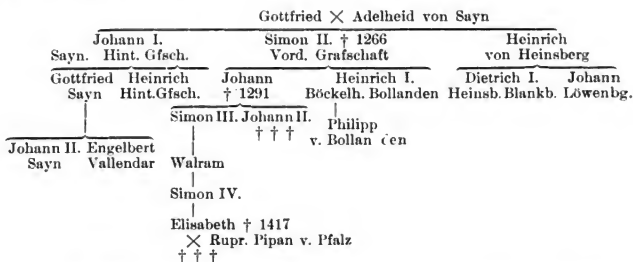 Gottfried × Adelheid von Sayn
Johann I. Simon II. † 1266 Heinrich
Sayn. Hint. Gfsch. Vord. Grafschaft von Heinsberg
Gottfried Heinrich Johann Heinrich I. Dietrich I. Johann
Sayn Hint.Gfsch. † 1291 Böckelh. Bollanden Heinsb. Blankb. Löwenbg.
Simon III. Johann II. Philipp
† † † v. Bollan en
Johann II. Engelbert
Sayn Vallendar Walram
Simon IV.
Elisabeth † 1417
× Rupr. Pipan v. Pfalz
† † †